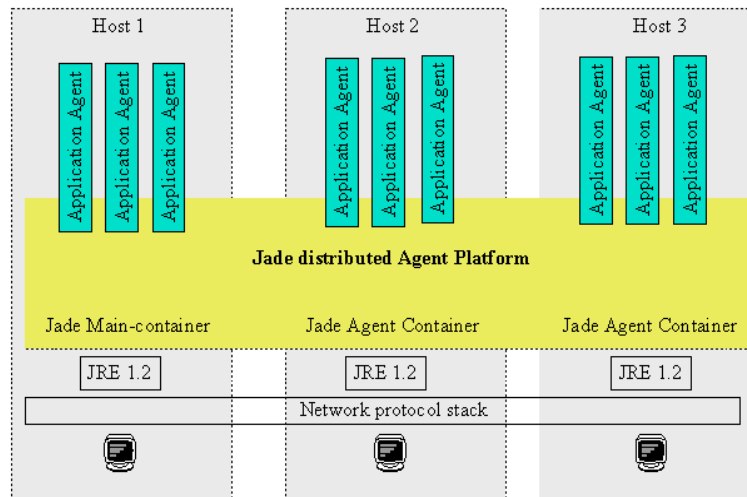 Host 1
Host 2
Host 3
Application Agent
Application Agent
Application Agent
Application Agent
Application Agent
Application Agent
Application Agent
Application Agent
Application Agent
Jade distributed Agent Platform
Jade Main-container
Jade Agent Container
Jade Agent Container
JRE 1.2
JRE 1.2
JRE 1.2
Network protocol stack